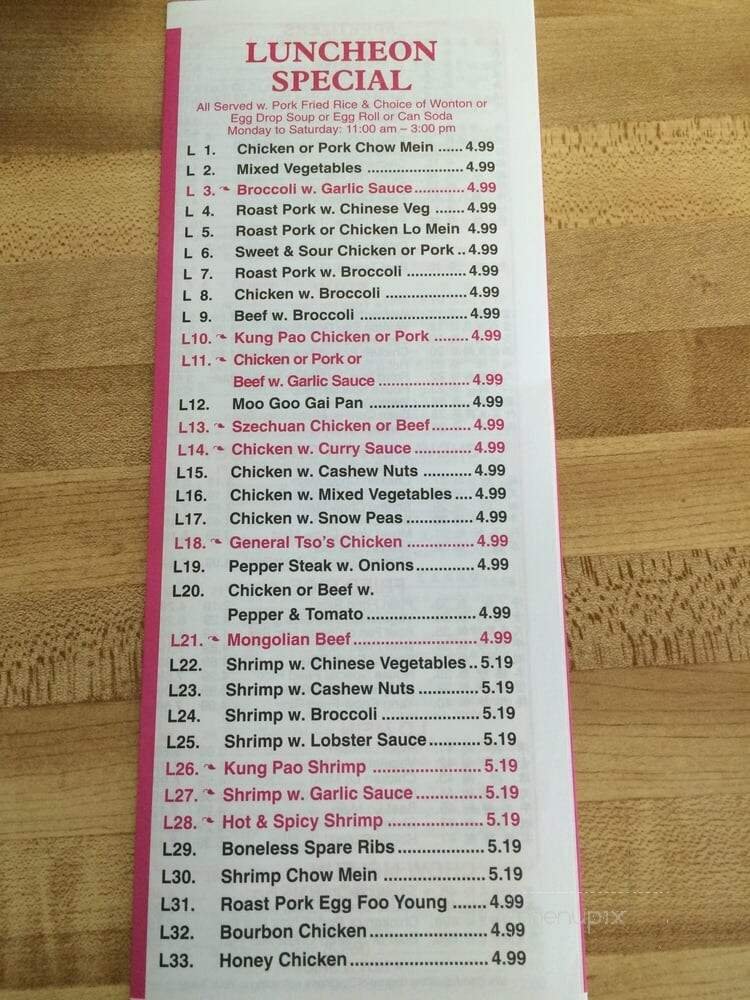 LUNCHEON
SPECIAL
All Served w. Pork Fried Rice & Choice of Wonton or
Egg Drop Soup or Egg Roll or Can Soda
Monday to Saturday: 11:00 am – 3:00 pm
L 1. Chicken or Pork Chow Mein ...... 4.99
L 2. Mixed Vegetables ...................... 4.99
L 3. Broccoli w. Garlic Sauce ............ 4.99
L 4. Roast Pork w. Chinese Veg ....... 4.99
L 5. Roast Pork or Chicken Lo Mein 4.99
L 6. Sweet & Sour Chicken or Pork .. 4.99
L 7. Roast Pork w. Broccoli .............. 4.99
L 8. Chicken w. Broccoli ................... 4.99
L 9. Beef w. Broccoli ......................... 4.99
L10. Kung Pao Chicken or Pork ........ 4.99
L11. Chicken or Pork or
Beef w. Garlic Sauce ...................... 4.99
L12. Moo Goo Gai Pan ....................... 4.99
L13. Szechuan Chicken or Beef ......... 4.99
L14. Chicken w. Curry Sauce ............. 4.99
L15. Chicken w. Cashew Nuts ........... 4.99
L16. Chicken w. Mixed Vegetables .... 4.99
L17. Chicken w. Snow Peas ............... 4.99
L18. General Tso's Chicken ............... 4.99
L19. Pepper Steak w. Onions ............. 4.99
L20. Chicken or Beef w.
Pepper & Tomato ......................... 4.99
L21. Mongolian Beef ........................... 4.99
L22. Shrimp w. Chinese Vegetables .. 5.19
L23. Shrimp w. Cashew Nuts ............. 5.19
L24. Shrimp w. Broccoli ..................... 5.19
L25. Shrimp w. Lobster Sauce ........... 5.19
L26. Kung Pao Shrimp ....................... 5.19
L27. Shrimp w. Garlic Sauce .............. 5.19
L28. Hot & Spicy Shrimp .................... 5.19
L29. Boneless Spare Ribs ................... 5.19
L30. Shrimp Chow Mein ...................... 5.19
L31. Roast Pork Egg Foo Young ....... 4.99
L32. Bourbon Chicken ......................... 4.99
L33. Honey Chicken ............................ 4.99
menupix